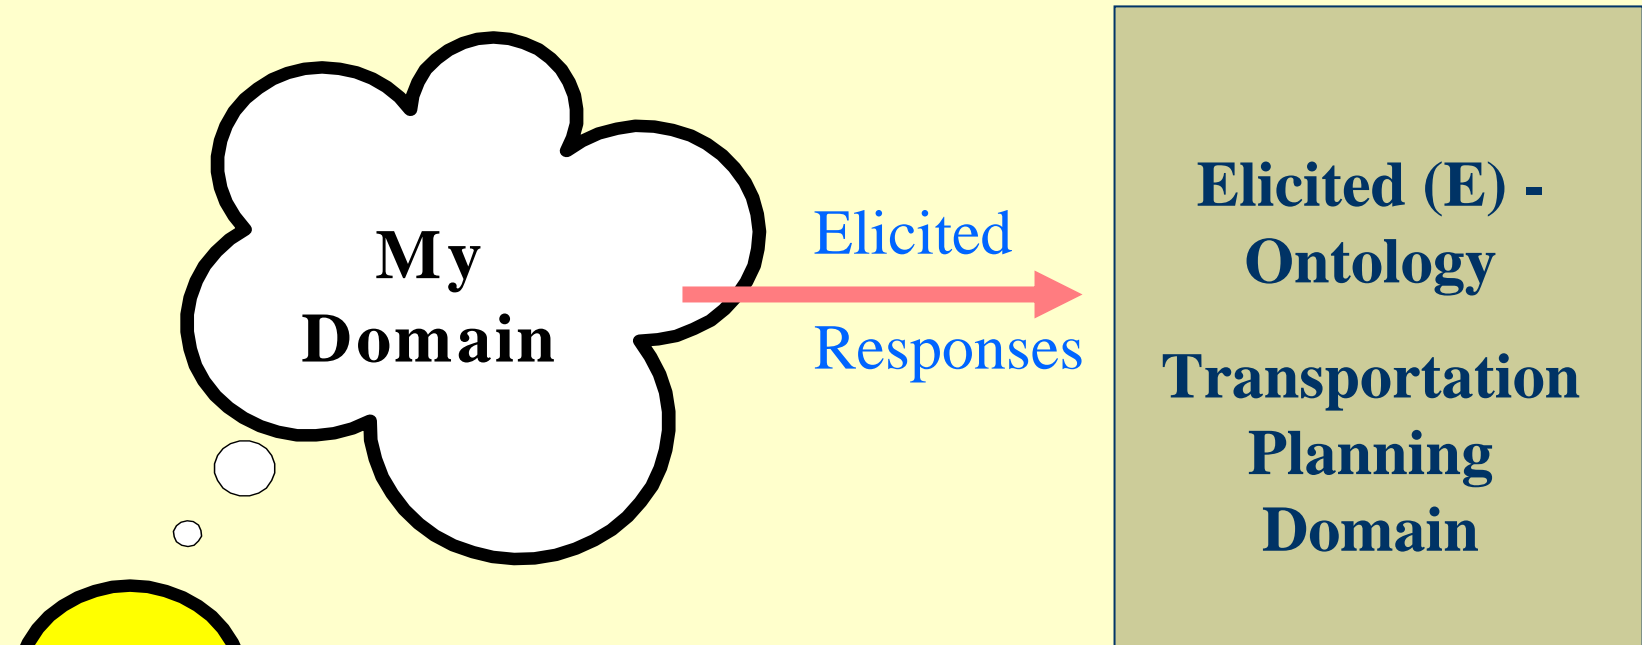 My
Domain
Elicited
Responses
Elicited (E) -
Ontology
Transportation
Planning
Domain